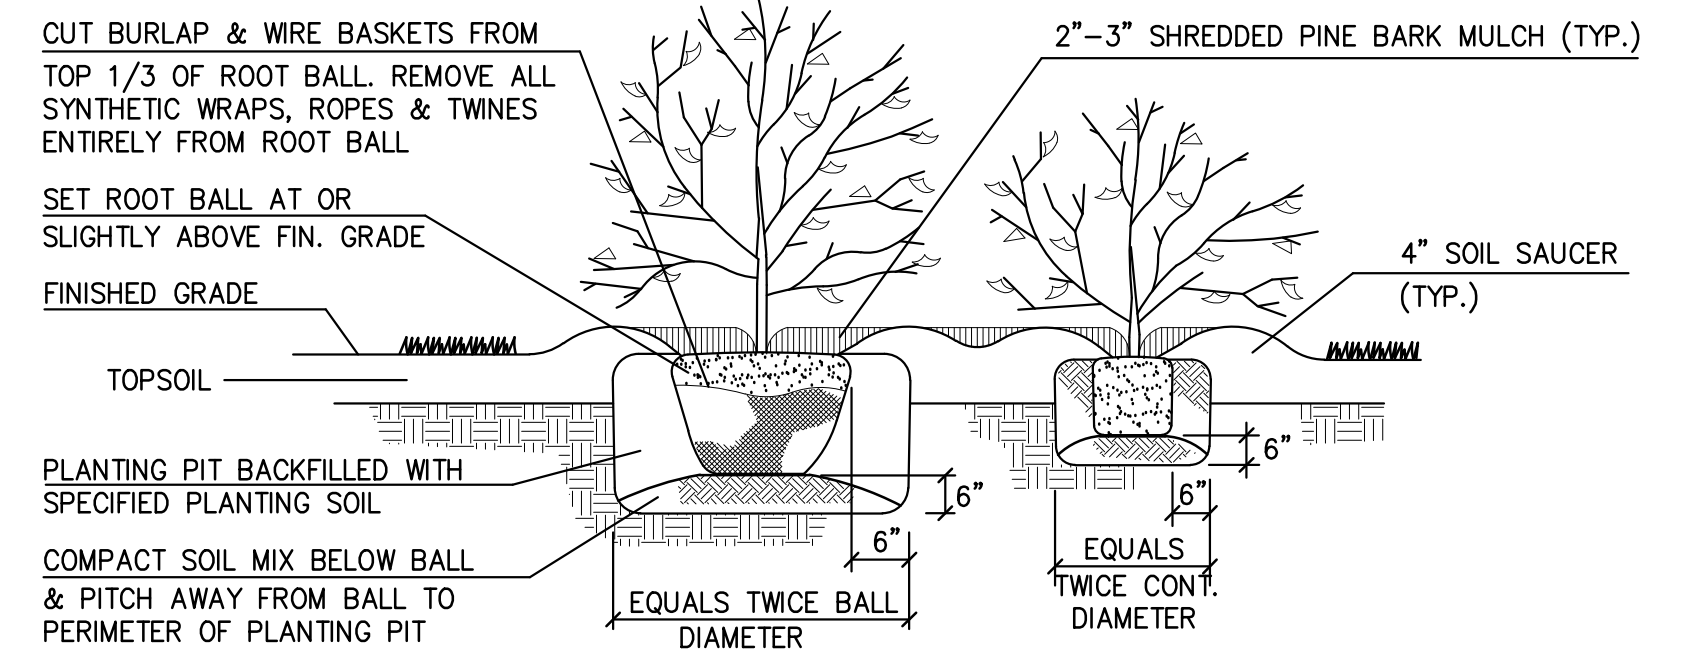 CUT BURLAP & WIRE BASKETS FROM
TOP 1/3 OF ROOT BALL. REMOVE ALL
SYNTHETIC WRAPS, ROPES & TWINES
ENTIRELY FROM ROOT BALL
SET ROOT BALL AT OR
SLIGHTLY ABOVE FIN. GRADE
FINISHED GRADE
TOPSOIL
PLANTING PIT BACKFILLED WITH
SPECIFIED PLANTING SOIL
COMPACT SOIL MIX BELOW BALL
& PITCH AWAY FROM BALL TO
PERIMETER OF PLANTING PIT
2”-3” SHREDDED PINE BARK MULCH (TYP.)
4” SOIL SAUCER
(TYP.)
6”
6”
EQUALS TWICE BALL
DIAMETER
6”
6”
EQUALS
TWICE CONT.
DIAMETER